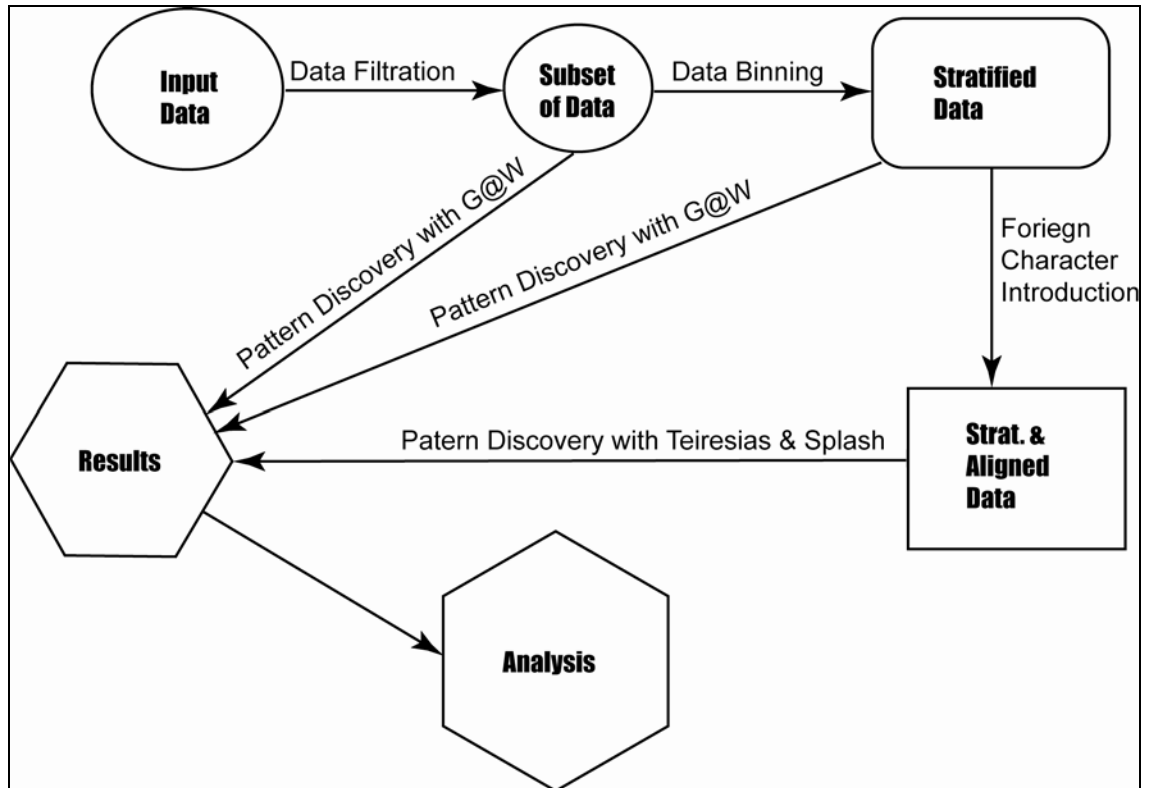 Input
Data
Data Filtration
Subset
of Data
Data Binning
Stratified
Data
Pattern Discovery with G@W
Pattern Discovery with G@W
Foriegn
Character
Introduction
Results
Patern Discovery with Teiresias & Splash
Strat. &
Aligned
Data
Analysis